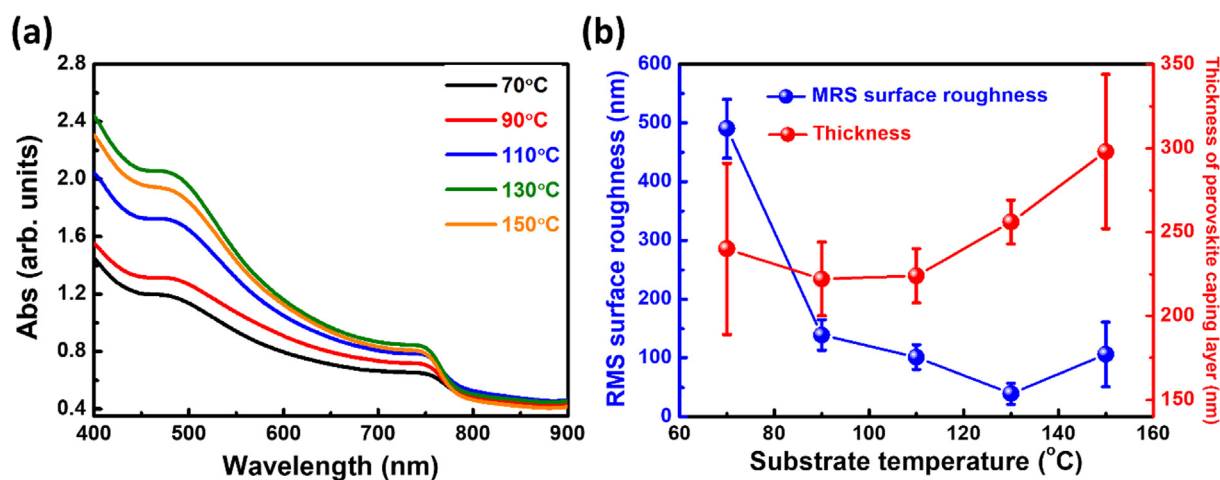 (a)
Abs (arb. units)
2.8
2.4
2.0
1.6
1.2
0.8
0.4
70°C
90°C
110°C
130°C
150°C
400 500 600 700 800 900
Wavelength (nm)
(b)
RMS surface roughness (nm)
600
500
400
300
200
100
0
MRS surface roughness
Thickness
350
300
250
200
150
Thickness of perovskite caping layer (nm)
60 80 100 120 140 160
Substrate temperature (°C)